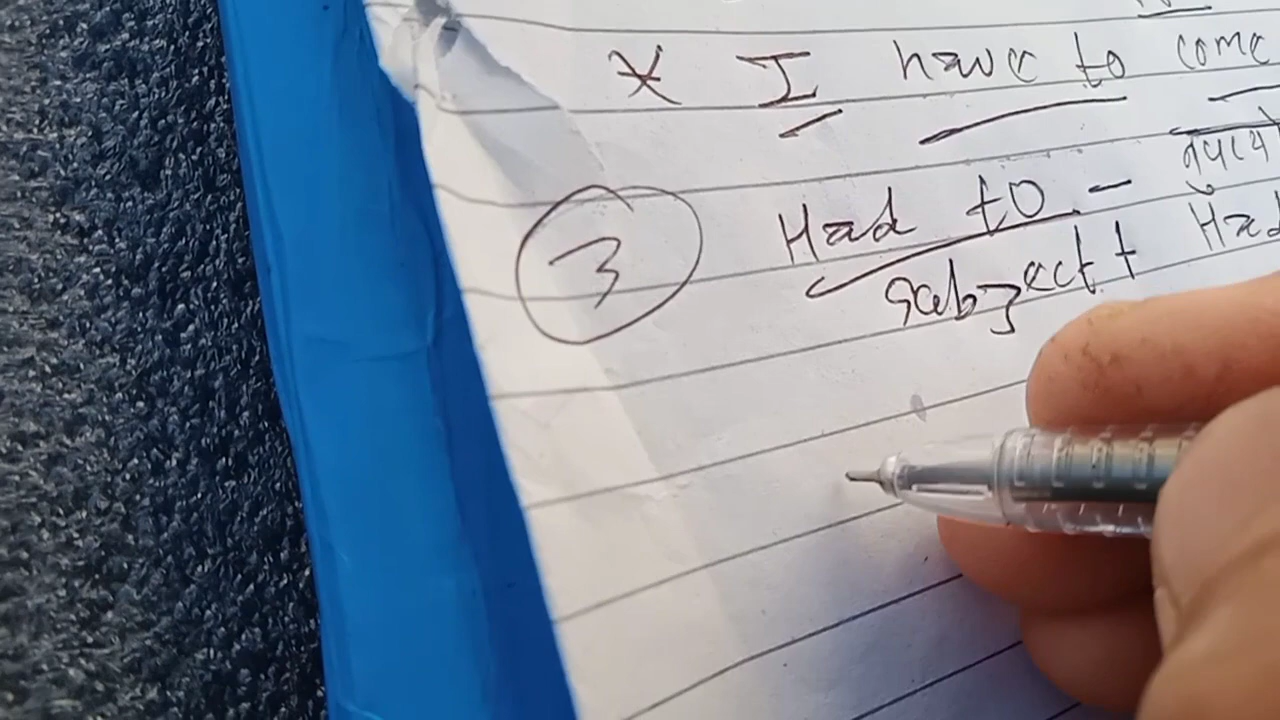 * I have to come
③ Had to -
subject + Had